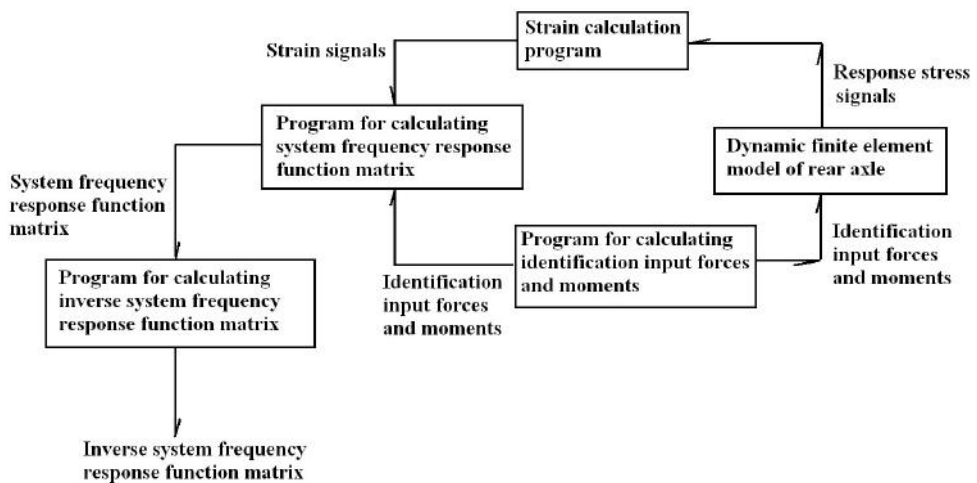 Strain calculation
program
Strain signals
Response stress
signals
Program for calculating
system frequency response
function matrix
Dynamic finite element
model of rear axle
System frequency
response function
matrix
Program for calculating
identification input forces
and moments
Identification
input forces
and moments
Identification
input forces
and moments
Program for calculating
inverse system frequency
response function matrix
Inverse system frequency
response function matrix